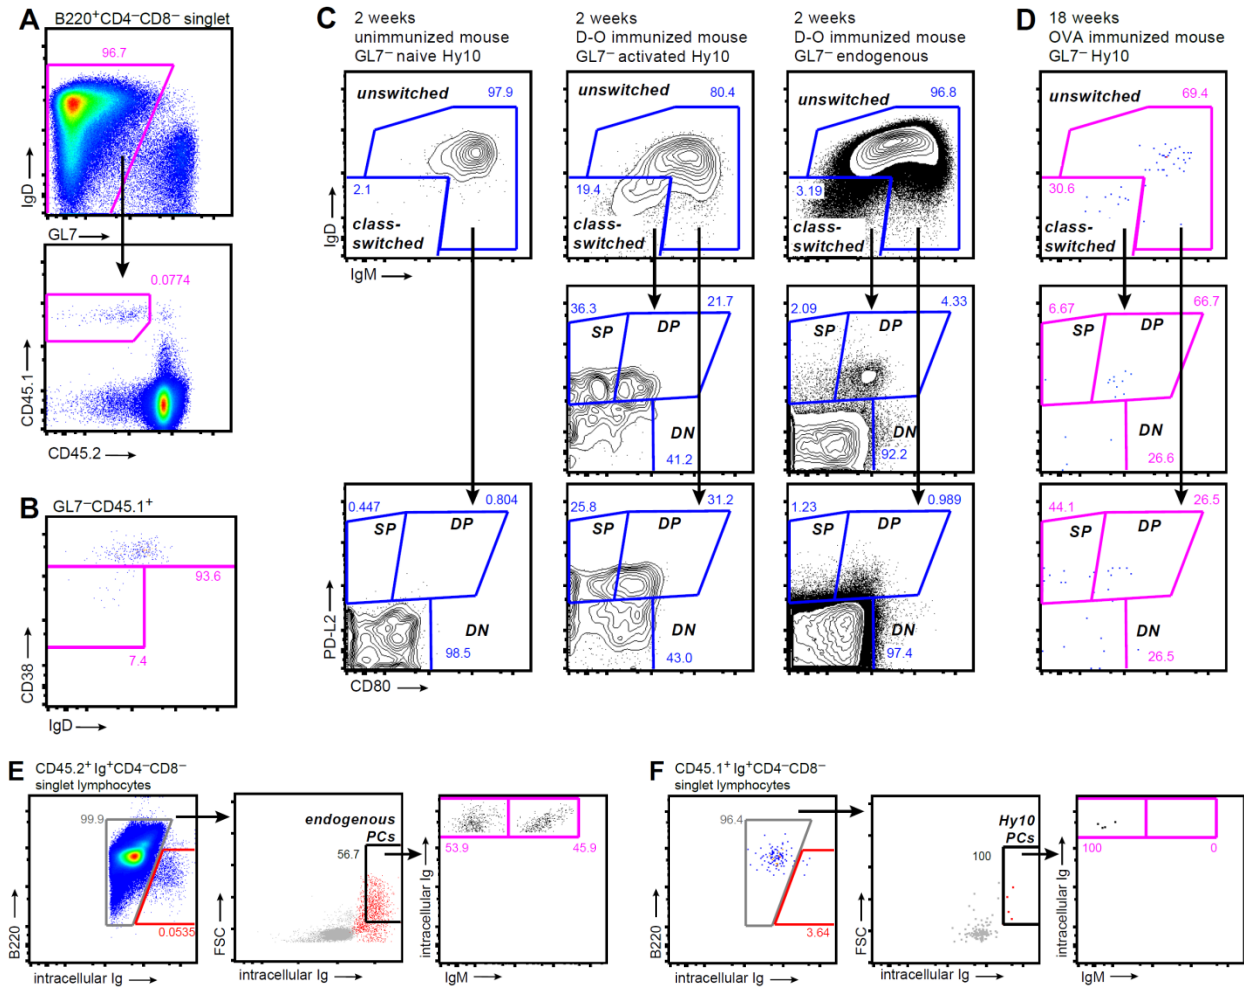 A
B220+CD4–CD8– singlet
96.7
IgD
GL7
0.0774
CD45.1
CD45.2
B
GL7–CD45.1+
93.6
7.4
CD38
IgD
C
2 weeks
unimmunized mouse
GL7– naive Hy10
unswitched
97.9
2.1
class-
switched
IgD
IgM
0.447
0.804
SP
DP
DN
98.5
PD-L2
CD80
2 weeks
D-O immunized mouse
GL7– activated Hy10
unswitched
80.4
19.4
class-
switched
36.3
21.7
SP
DP
DN
41.2
25.8
31.2
SP
DP
DN
43.0
2 weeks
D-O immunized mouse
GL7– endogenous
unswitched
96.8
3.19
class-
switched
2.09
4.33
SP
DP
DN
92.2
1.23
0.989
SP
DP
DN
97.4
D
18 weeks
OVA immunized mouse
GL7– Hy10
unswitched
69.4
30.6
class-
switched
6.67
66.7
SP
DP
DN
26.6
44.1
26.5
SP
DP
DN
26.5
E
CD45.2+ Ig+CD4–CD8–
singlet lymphocytes
99.9
0.0535
B220
intracellular Ig
endogenous
PCs
56.7
FSC
intracellular Ig
53.9
45.9
intracellular Ig
IgM
F
CD45.1+ Ig+CD4–CD8–
singlet lymphocytes
96.4
3.64
B220
intracellular Ig
Hy10
PCs
100
FSC
intracellular Ig
100
0
intracellular Ig
IgM